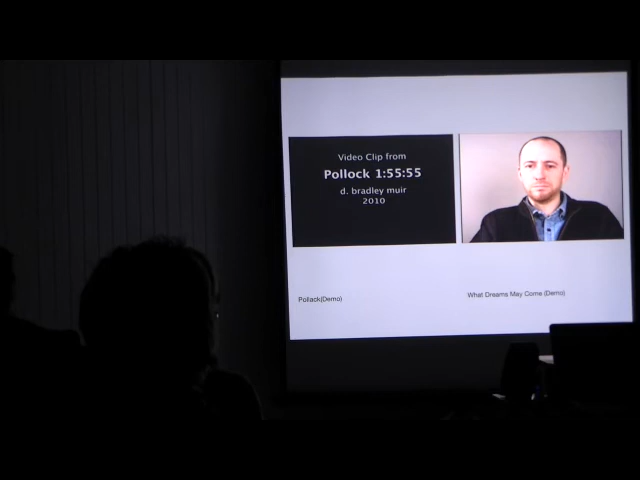 Video Clip from
Pollock 1:55:55
d. bradley muir
2010
Pollack(Demo)
What Dreams May Come (Demo)